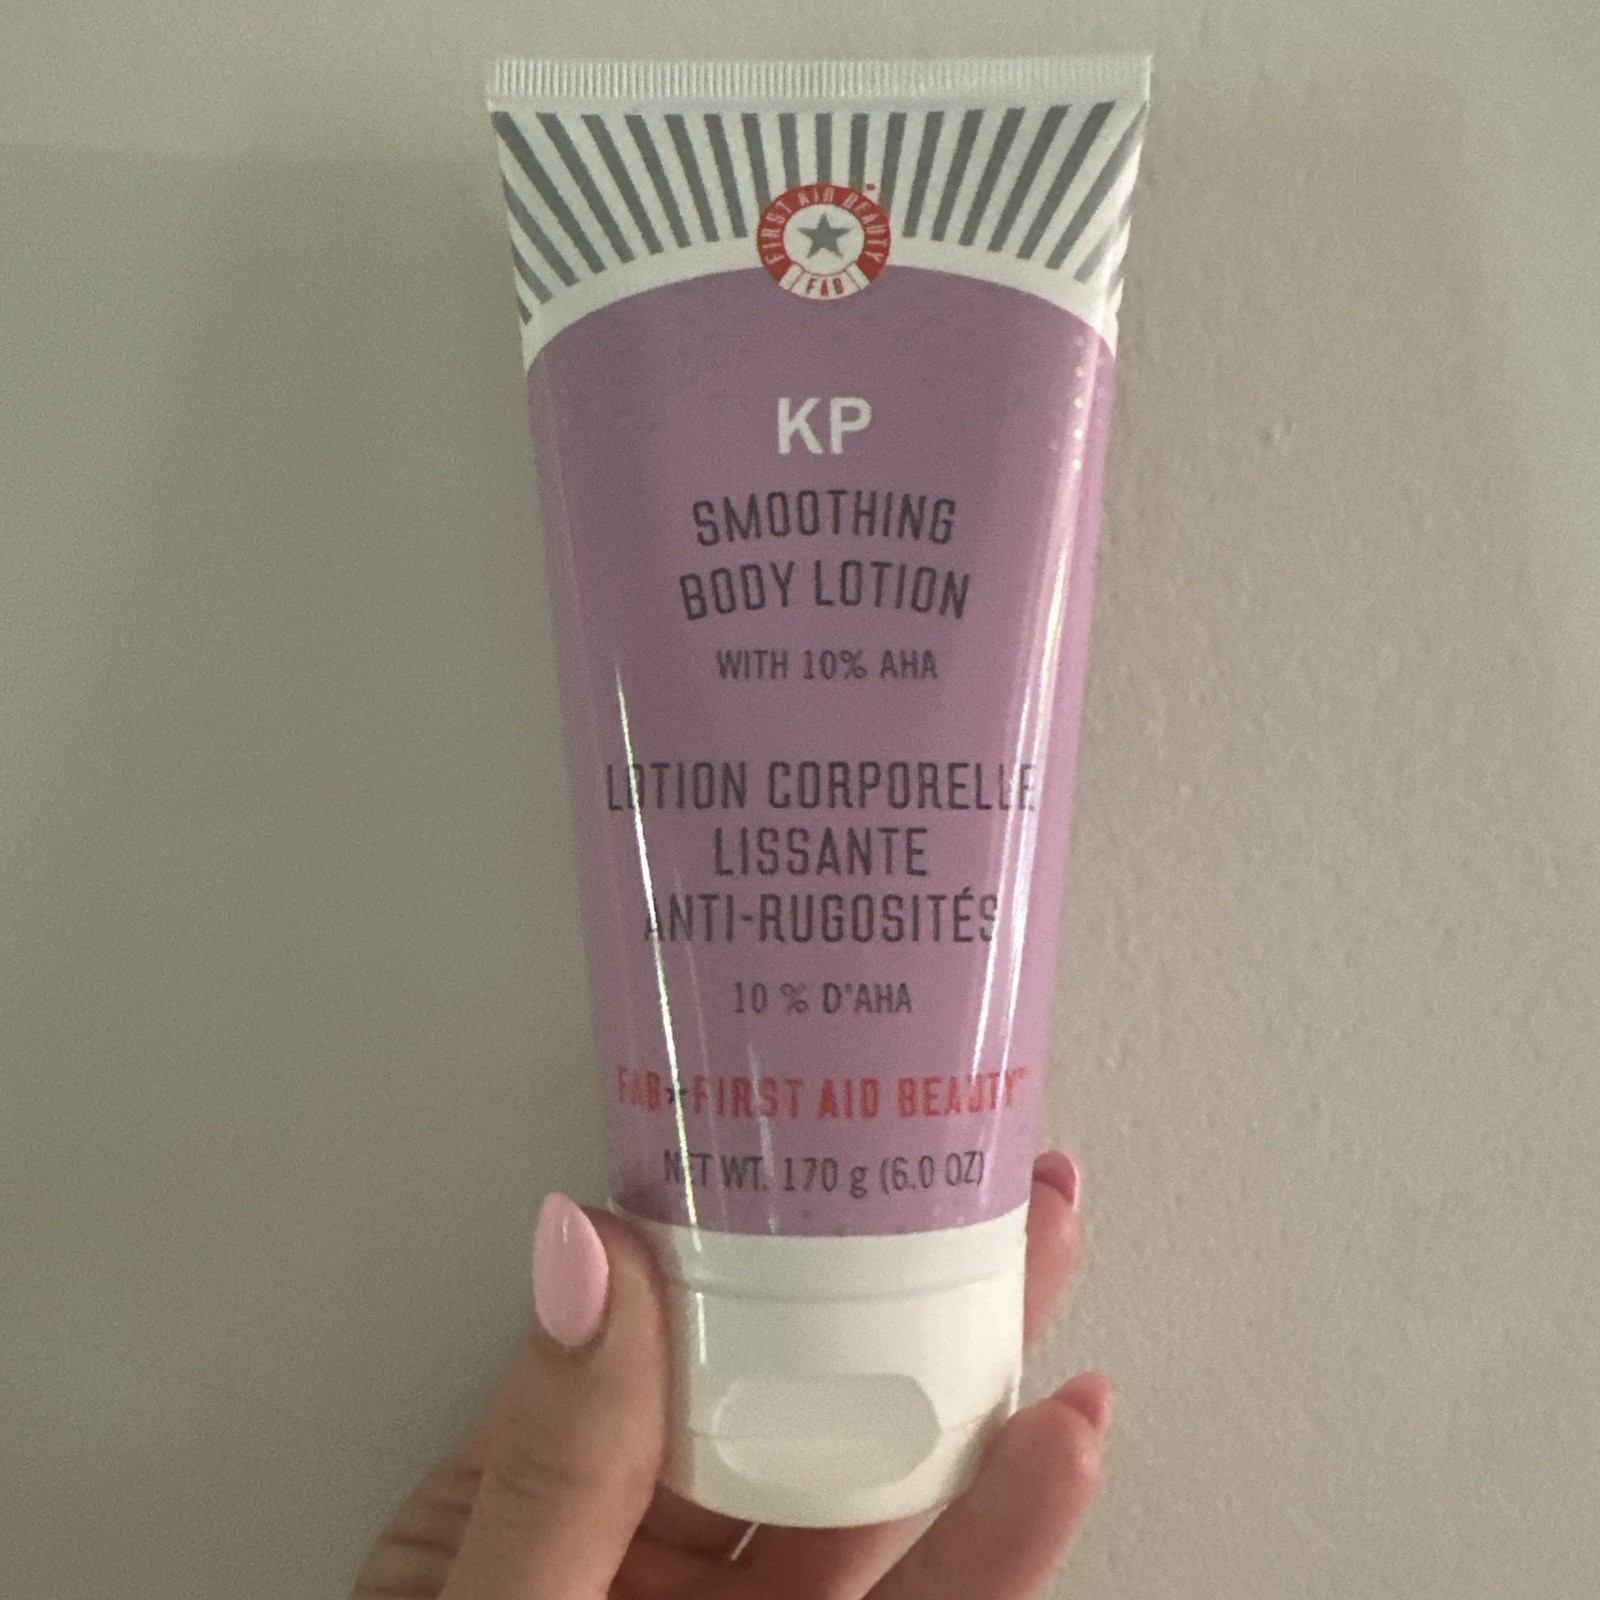 FIRST AID BEAUTY
FAB
KP
SMOOTHING
BODY LOTION
WITH 10% AHA
LOTION CORPORELLE
LISSANTE
ANTI-RUGOSITÉS
10 % D'AHA
FAB★FIRST AID BEAUTY™
NET WT. 170 g (6.0 OZ)